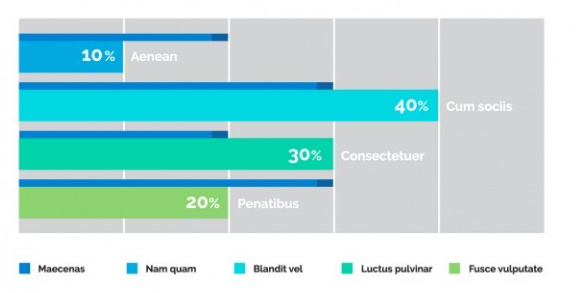 10% Aenean
40% Cum sociis
30% Consectetuer
20% Penatibus
Maecenas Nam quam Blandit vel Luctus pulvinar Fusce vulputate